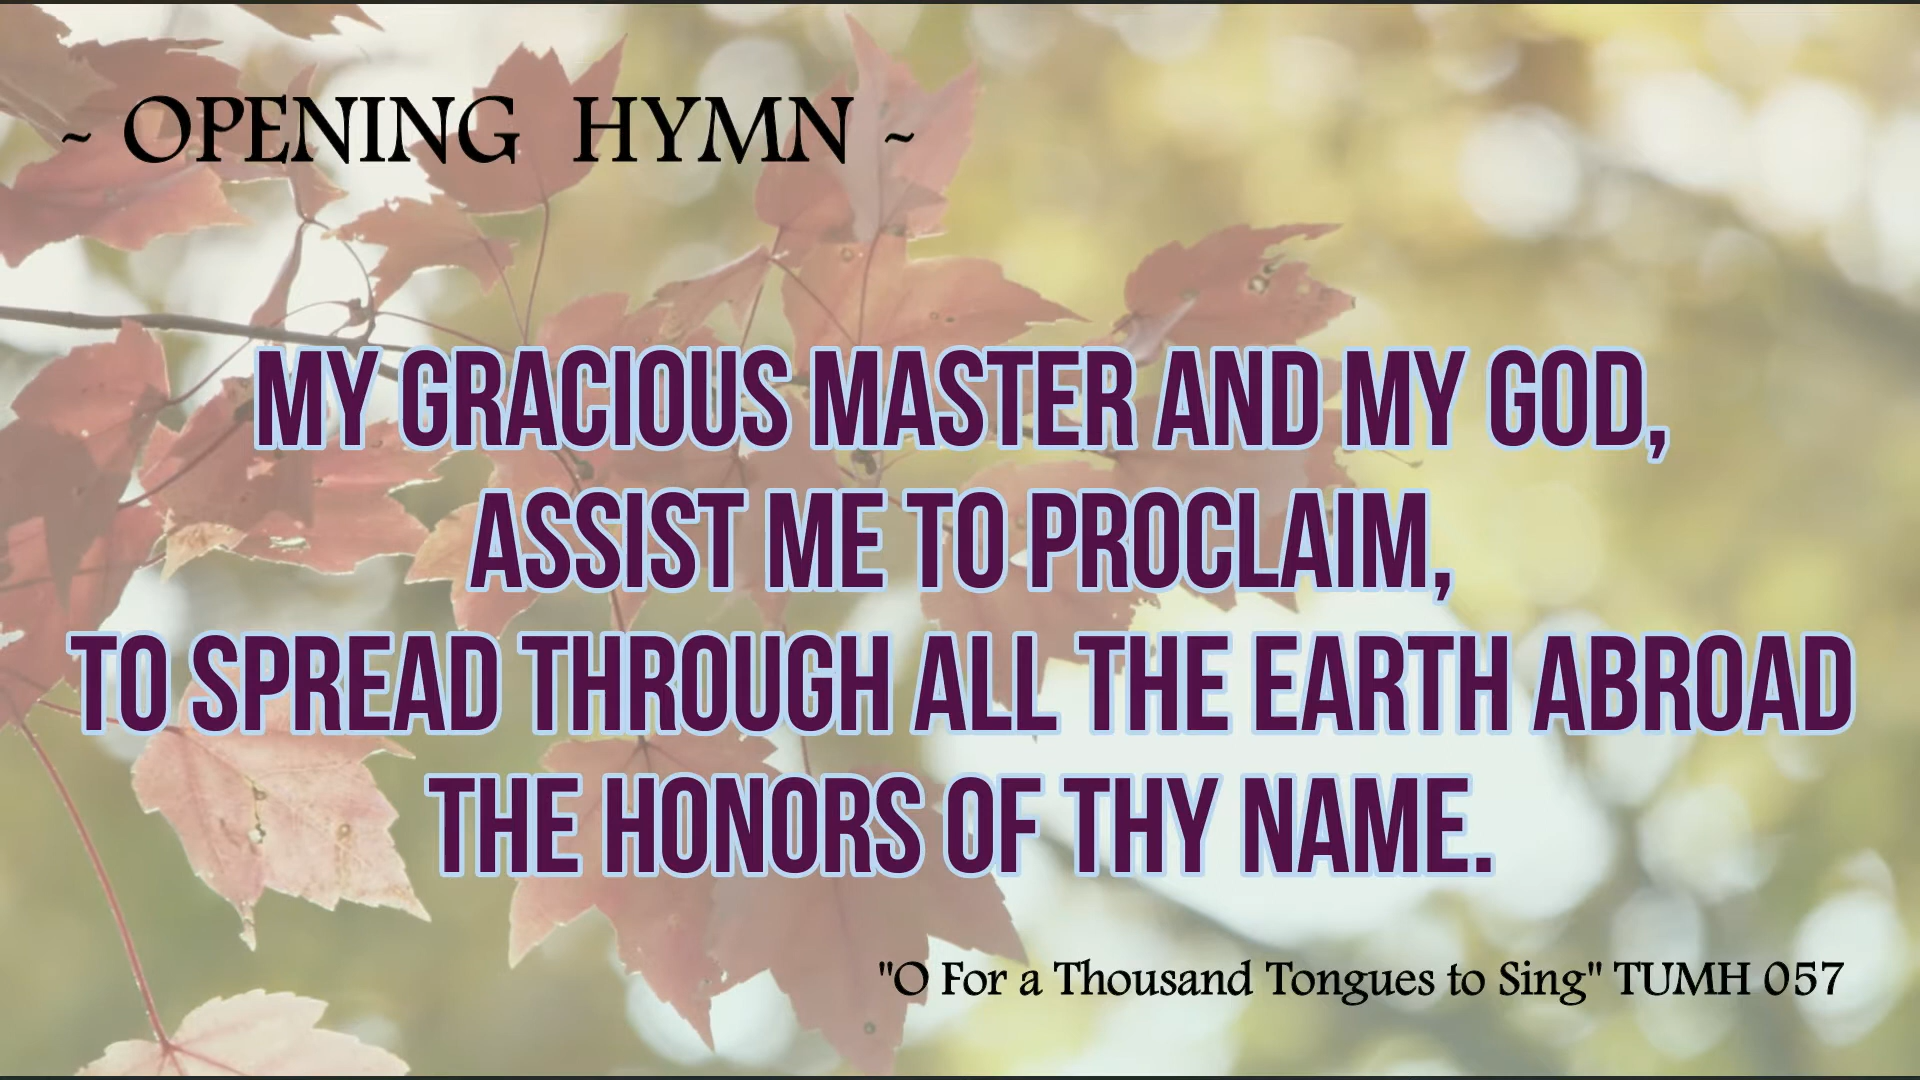 ~ OPENING HYMN ~
MY GRACIOUS MASTER AND MY GOD,
ASSIST ME TO PROCLAIM,
TO SPREAD THROUGH ALL THE EARTH ABROAD
THE HONORS OF THY NAME.
"O For a Thousand Tongues to Sing" TUMH 057